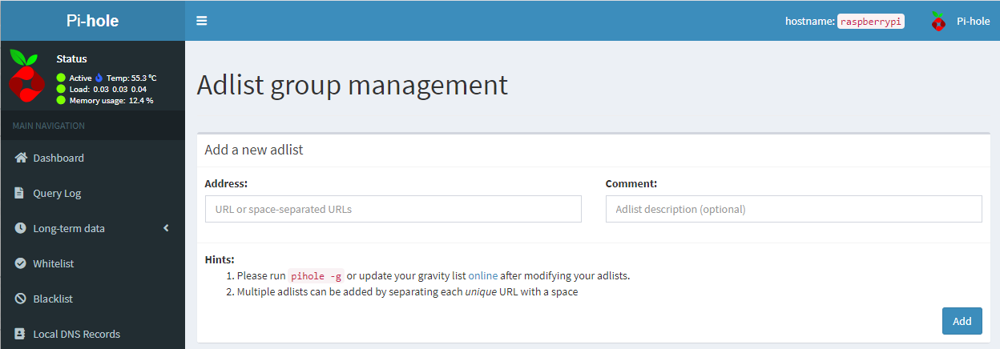 Pi-hole
hostname: raspberrypi
Pi-hole
Status
Active Temp: 55.3 °C
Load: 0.03 0.03 0.04
Memory usage: 12.4 %
MAIN NAVIGATION
Dashboard
Query Log
Long-term data
Whitelist
Blacklist
Local DNS Records
Adlist group management
Add a new adlist
Address:
URL or space-separated URLs
Comment:
Adlist description (optional)
Hints:
1. Please run pihole -g or update your gravity list online after modifying your adlists.
2. Multiple adlists can be added by separating each unique URL with a space
Add